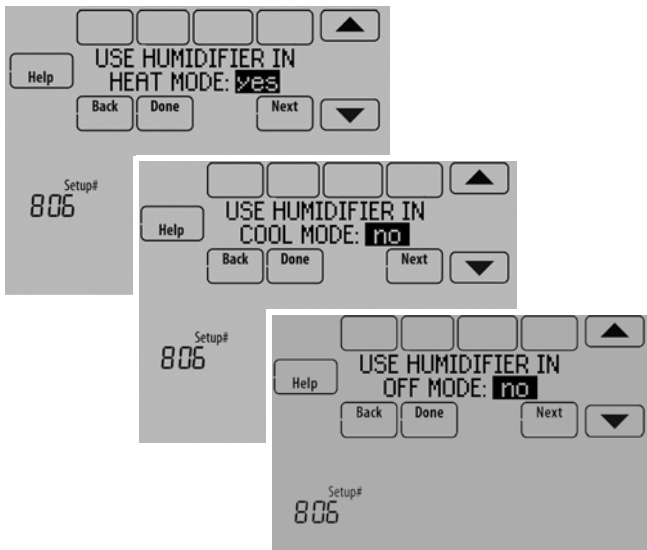 USE HUMIDIFIER IN
Help
HEAT MODE: yes
Back Done Next
Setup#
806
USE HUMIDIFIER IN
Help
COOL MODE: no
Back Done Next
Setup#
806
USE HUMIDIFIER IN
Help
OFF MODE: no
Back Done Next
Setup#
806